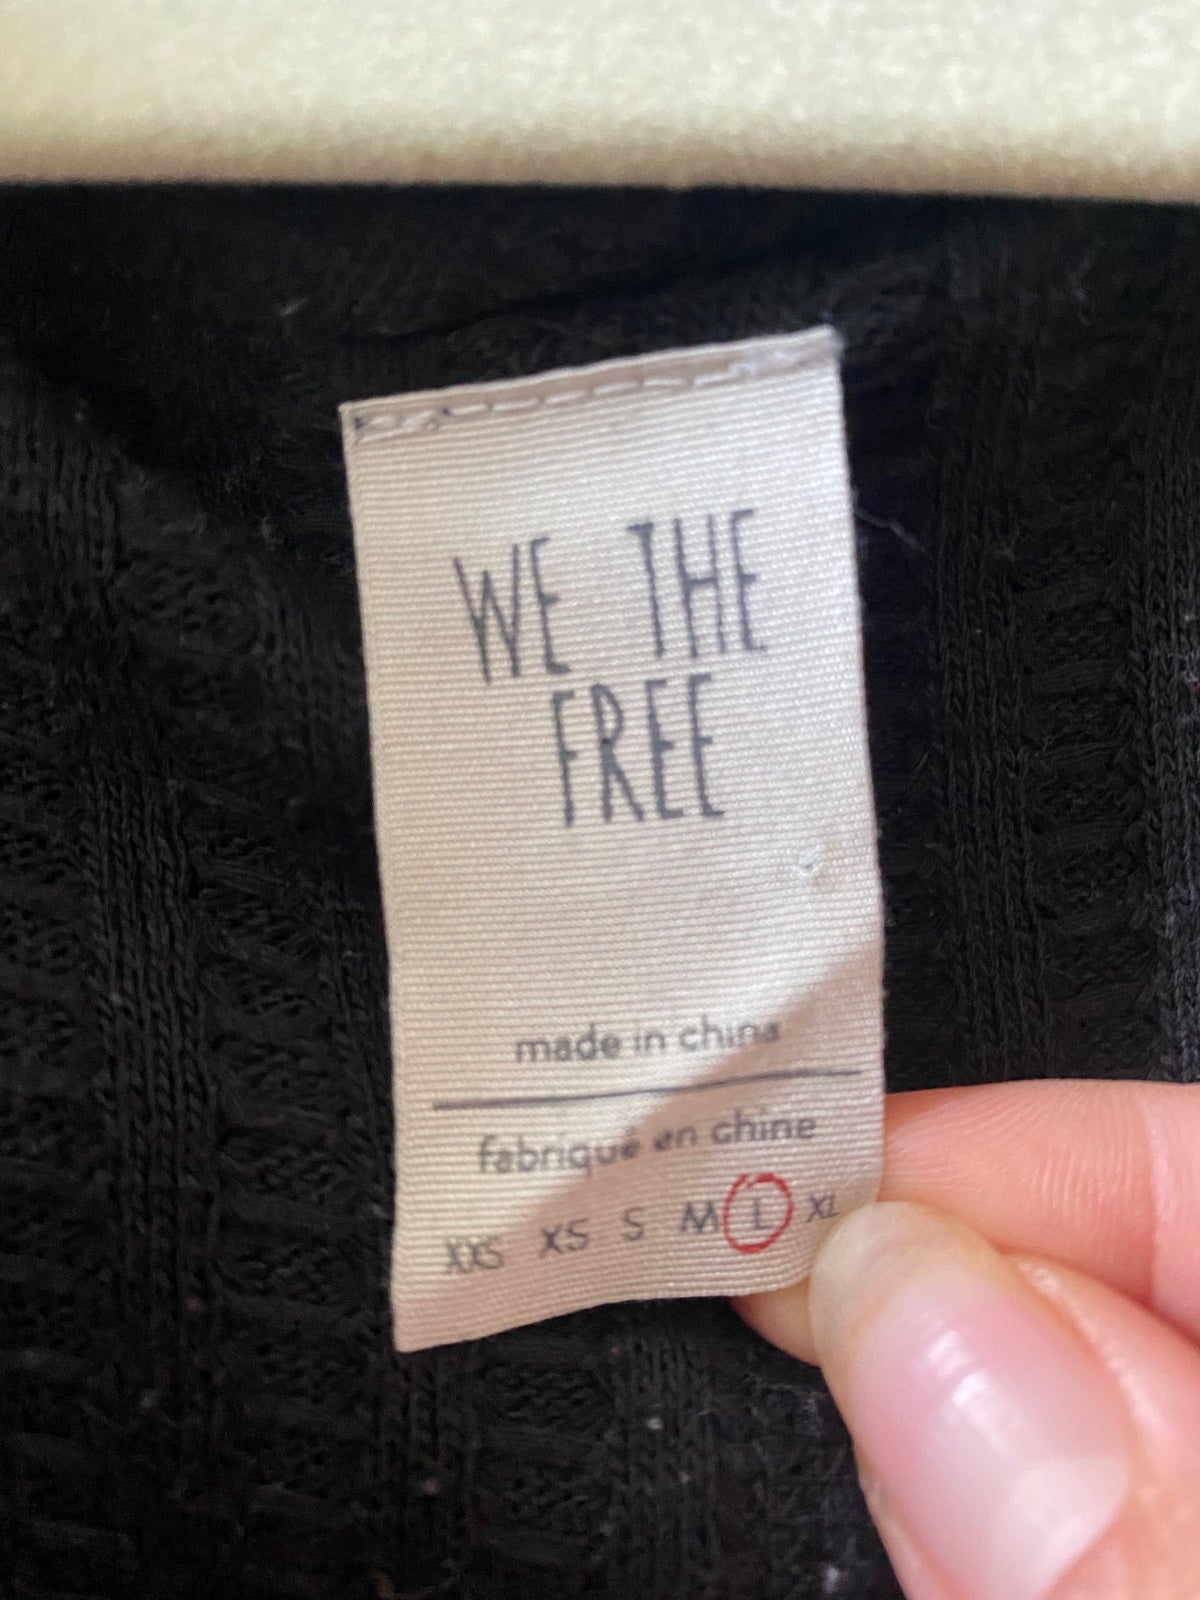 WE THE
FREE
made in china
fabriqué en chine
XXS XS S M L XL